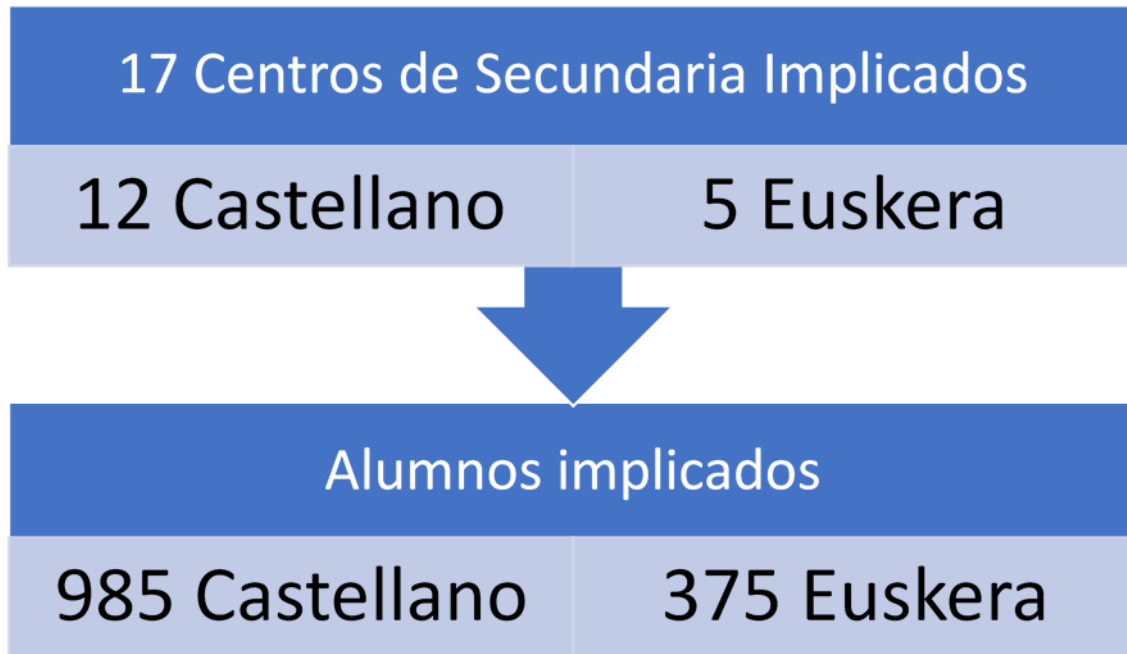 17 Centros de Secundaria Implicados
12 Castellano
5 Euskera
Alumnos implicados
985 Castellano
375 Euskera